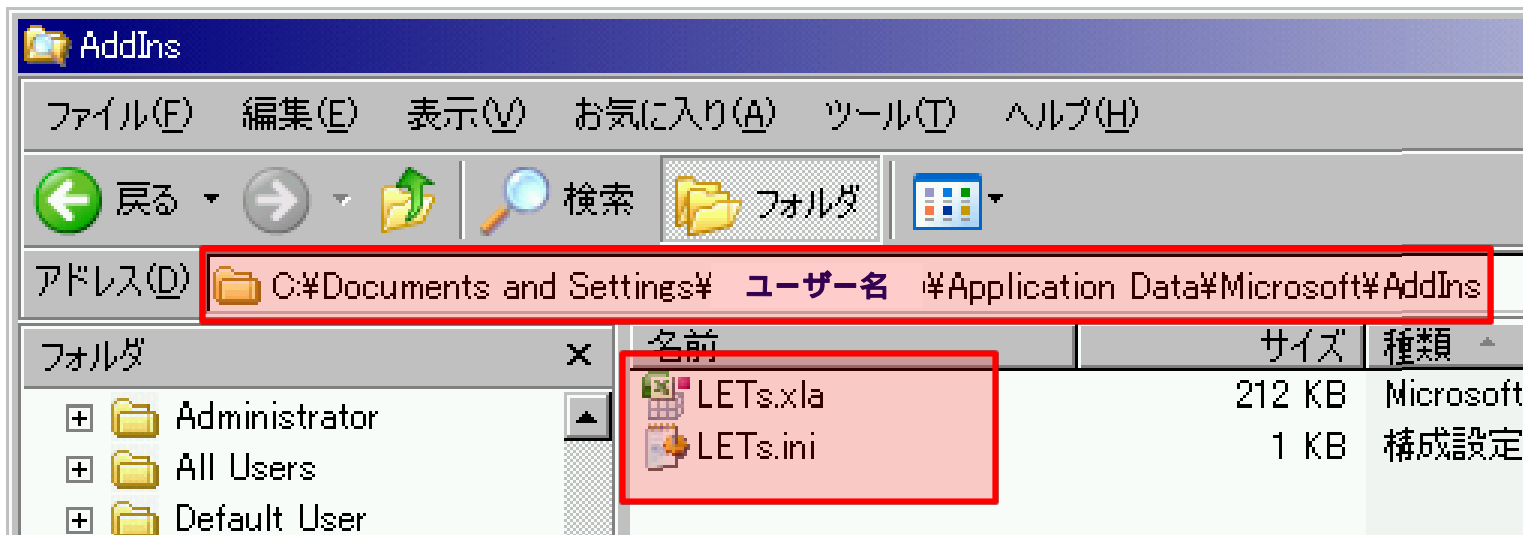 AddIns
ファイル(F) 編集(E) 表示(V) お気に入り(A) ツール(T) ヘルプ(H)
戻る 検索 フォルダ
アドレス(D) C:¥Documents and Settings¥ ユーザー名 ¥Application Data¥Microsoft¥AddIns
フォルダ × 名前 サイズ 種類
Administrator LETs.xla 212 KB Microsoft
All Users LETs.ini 1 KB 構成設定
Default User